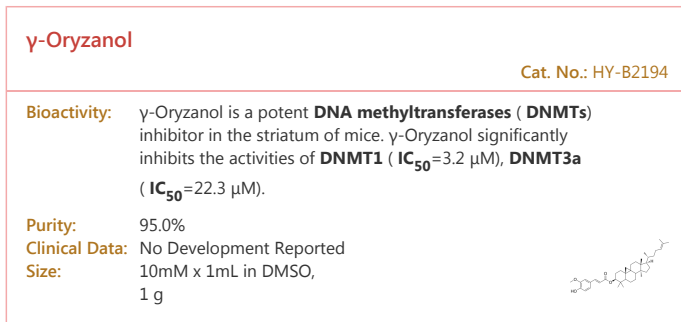 γ-Oryzanol
Cat. No.: HY-B2194
Bioactivity: γ-Oryzanol is a potent DNA methyltransferases ( DNMTs)
inhibitor in the striatum of mice. γ-Oryzanol significantly
inhibits the activities of DNMT1 ( IC50=3.2 μM), DNMT3a
( IC50=22.3 μM).
Purity: 95.0%
Clinical Data: No Development Reported
Size: 10mM x 1mL in DMSO,
1 g